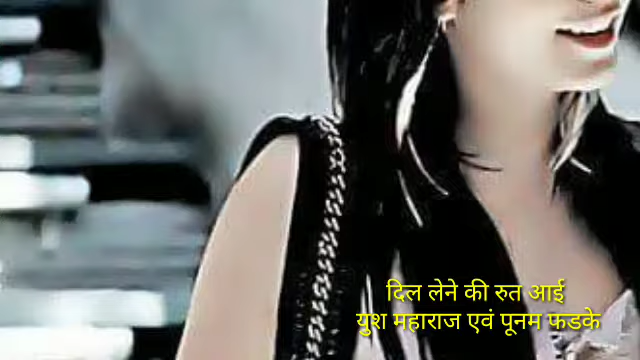 दिल लेने की रुत आई
युश महाराज एवं पूनम फडके